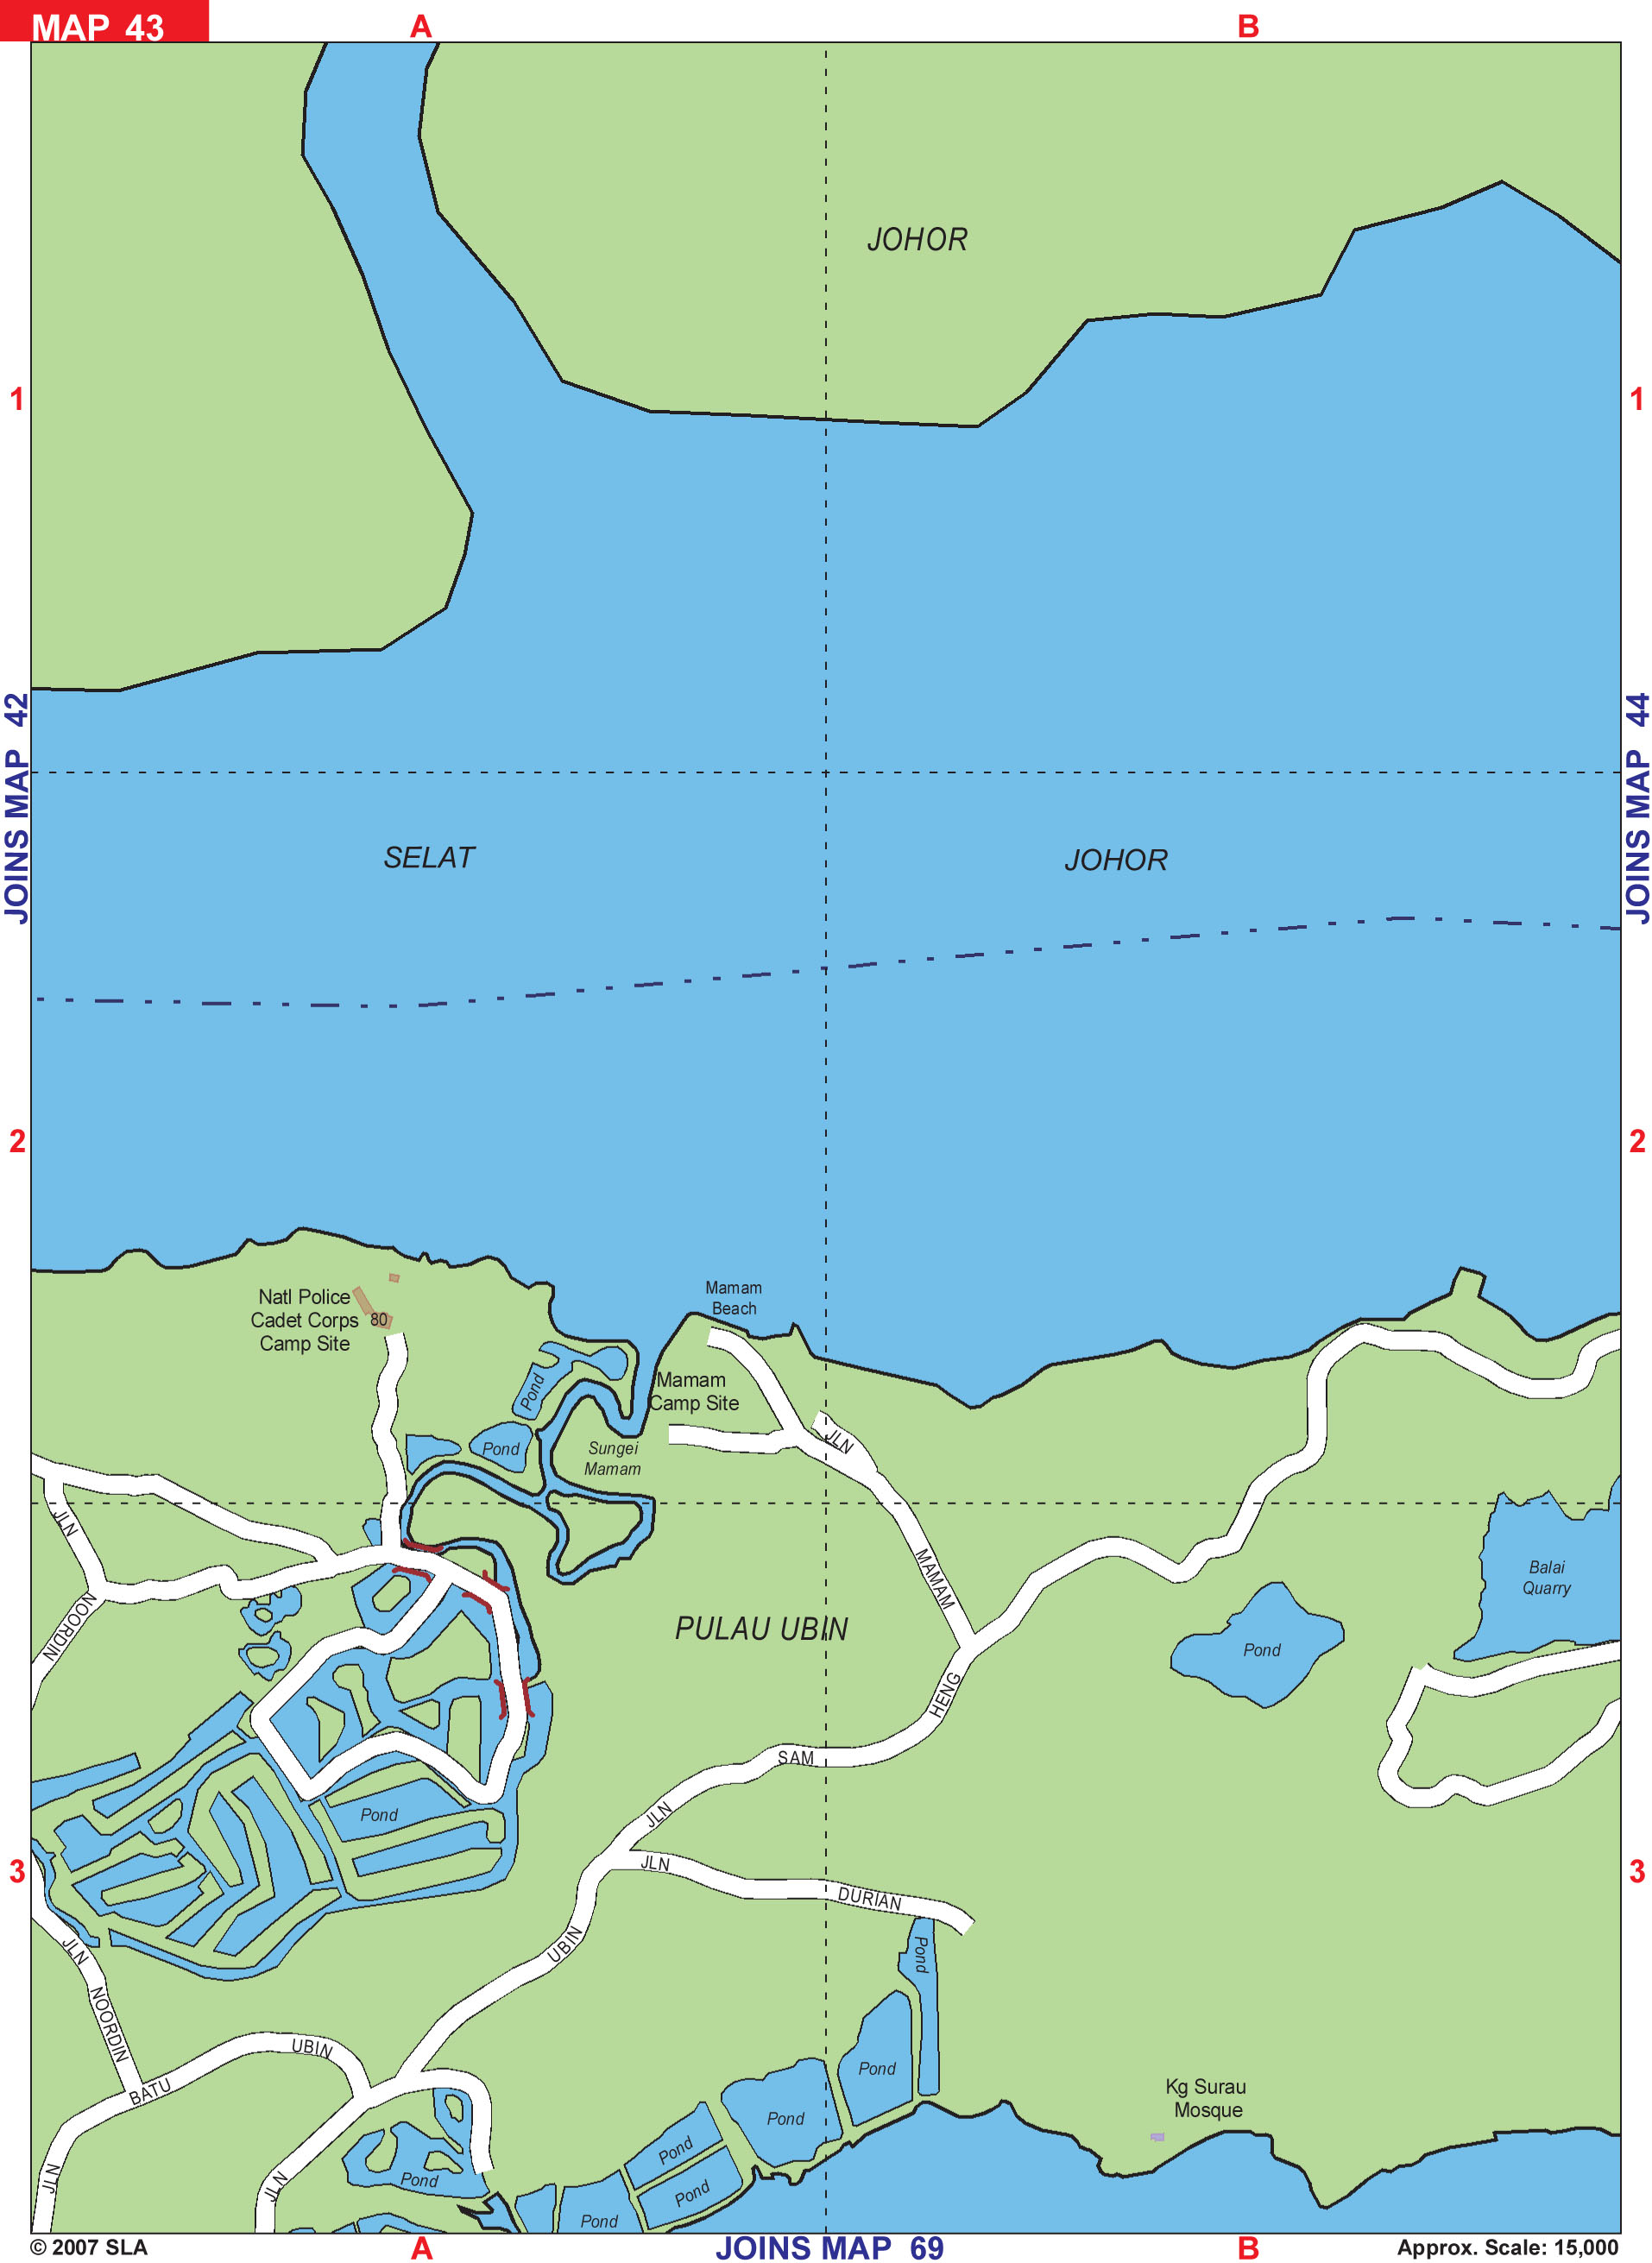 MAP 43
A
B
JOHOR
1
1
JOINS MAP 42
JOINS MAP 44
SELAT
JOHOR
2
2
Natl Police
Cadet Corps
Camp Site
80
Mamam
Beach
Mamam
Camp Site
Pond
Pond
Sungei
Mamam
JLN
MAMAM
JLN
NOORDIN
Balai
Quarry
PULAU UBIN
Pond
HENG
SAM
JLN
UBIN
Pond
3
3
JLN
DURIAN
Pond
JLN
NOORDIN
UBIN
BATU
JLN
JLN
Pond
Pond
Pond
Pond
Pond
Pond
Kg Surau
Mosque
© 2007 SLA
A
JOINS MAP 69
B
Approx. Scale: 15,000